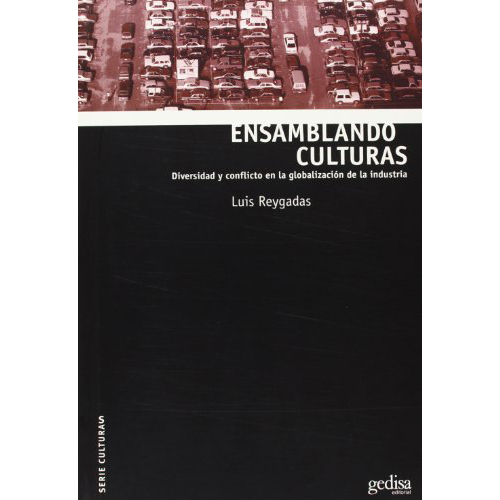 ENSAMBLANDO
CULTURAS
Diversidad y conflicto en la globalización de la industria
Luis Reygadas
SERIE CULTURAS
gedisa
editorial